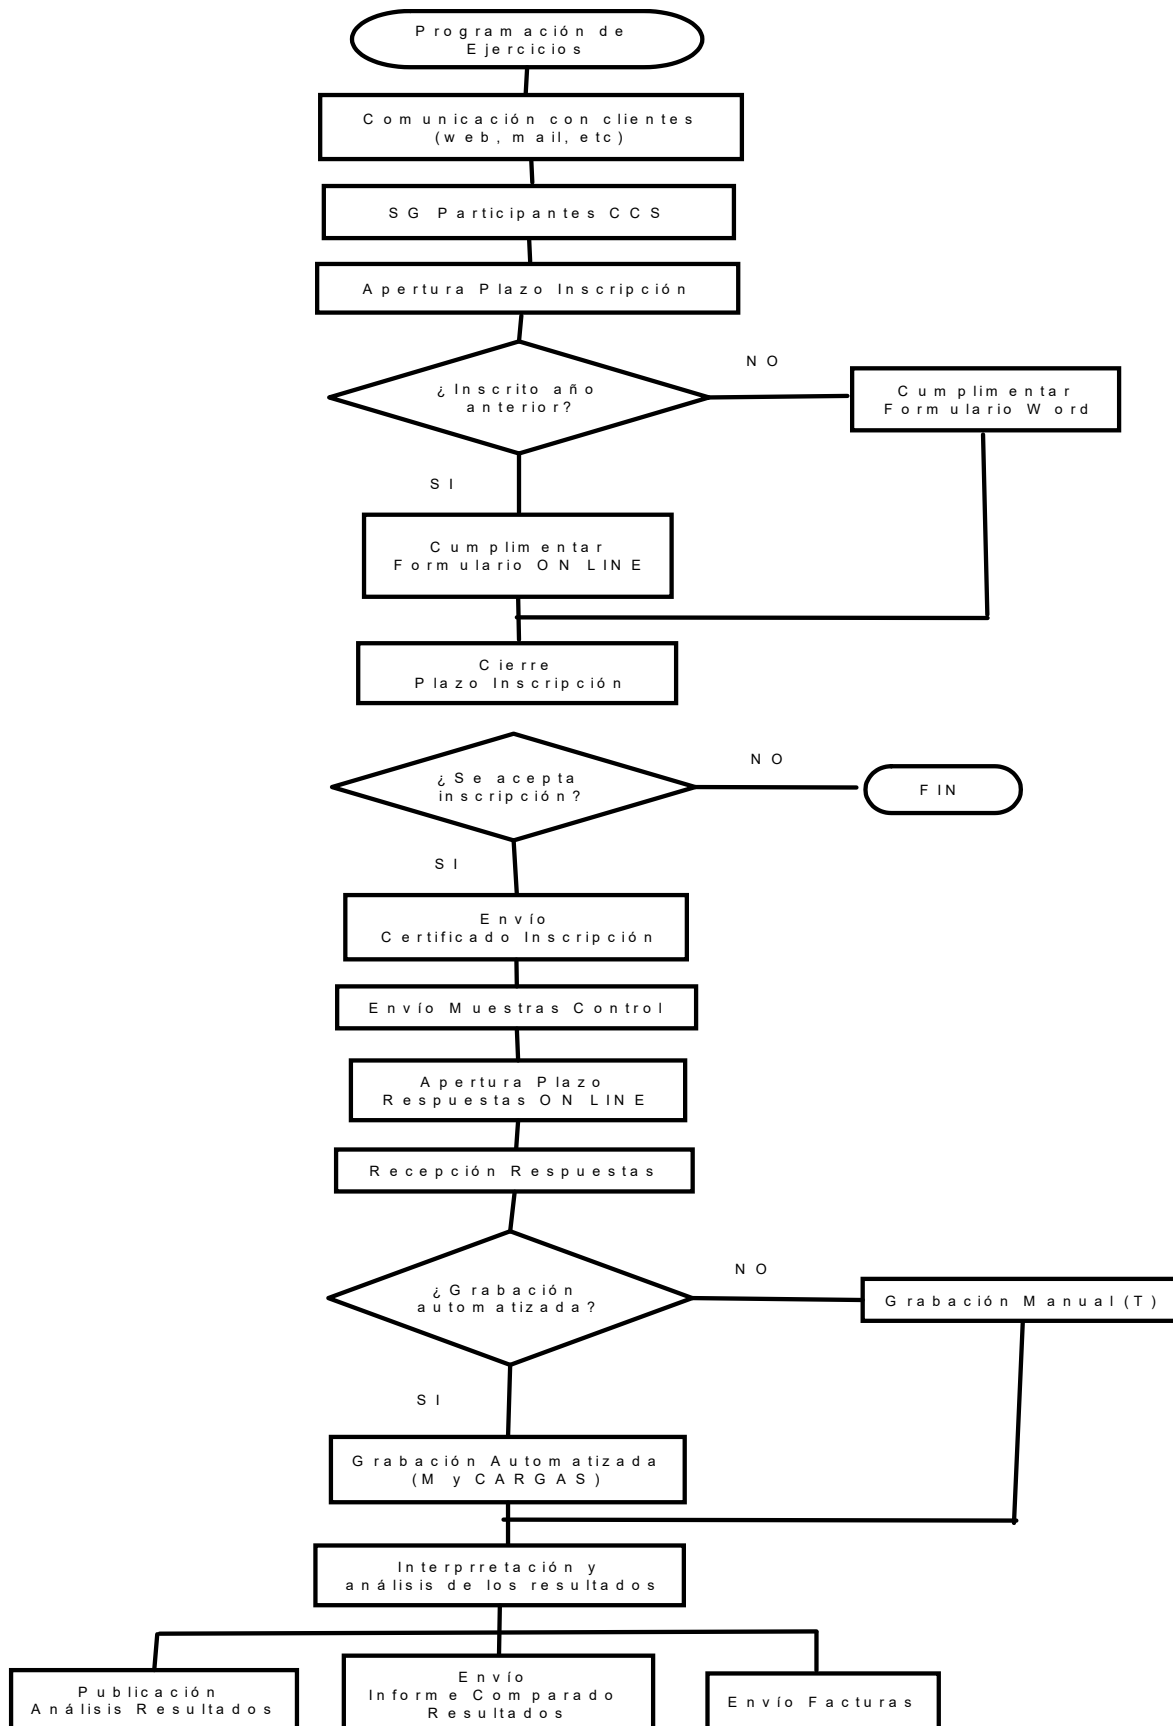 Programación de
Ejercicios
Comunicación con clientes
(web, mail, etc)
SG Participantes CCS
Apertura Plazo Inscripción
¿Inscrito año
anterior?
NO
Cumplimentar
Formulario Word
SI
Cumplimentar
Formulario ON LINE
Cierre
Plazo Inscripción
¿Se acepta
inscripción?
NO
FIN
SI
Envío
Certificado Inscripción
Envío Muestras Control
Apertura Plazo
Respuestas ON LINE
Recepción Respuestas
¿Grabación
automatizada?
NO
Grabación Manual (T)
SI
Grabación Automatizada
(M y CARGAS)
Interprretación y
análisis de los resultados
Publicación
Análisis Resultados
Envío
Informe Comparado
Resultados
Envío Facturas